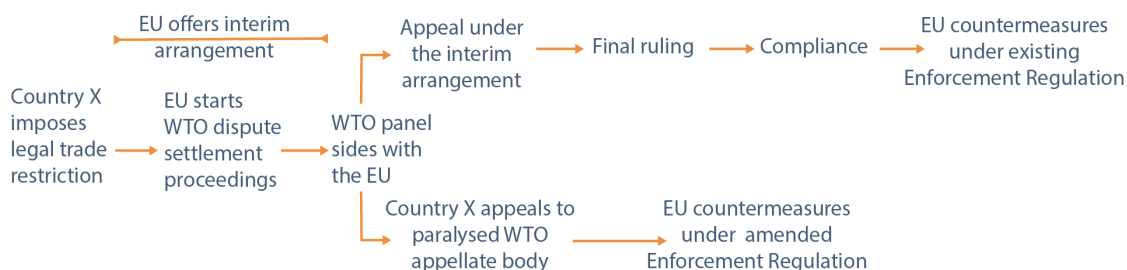 EU offers interim
arrangement
Country X
imposes
legal trade
restriction
EU starts
WTO dispute
settlement
proceedings
WTO panel
sides with
the EU
Appeal under
the interim
arrangement
Final ruling
Compliance
EU countermeasures
under existing
Enforcement Regulation
Country X appeals to
paralysed WTO
appellate body
EU countermeasures
under amended
Enforcement Regulation